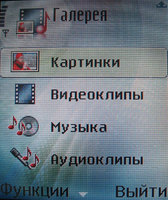 Галерея
Картинки
Видеоклипы
Музыка
Аудиоклипы
Функции Выйти